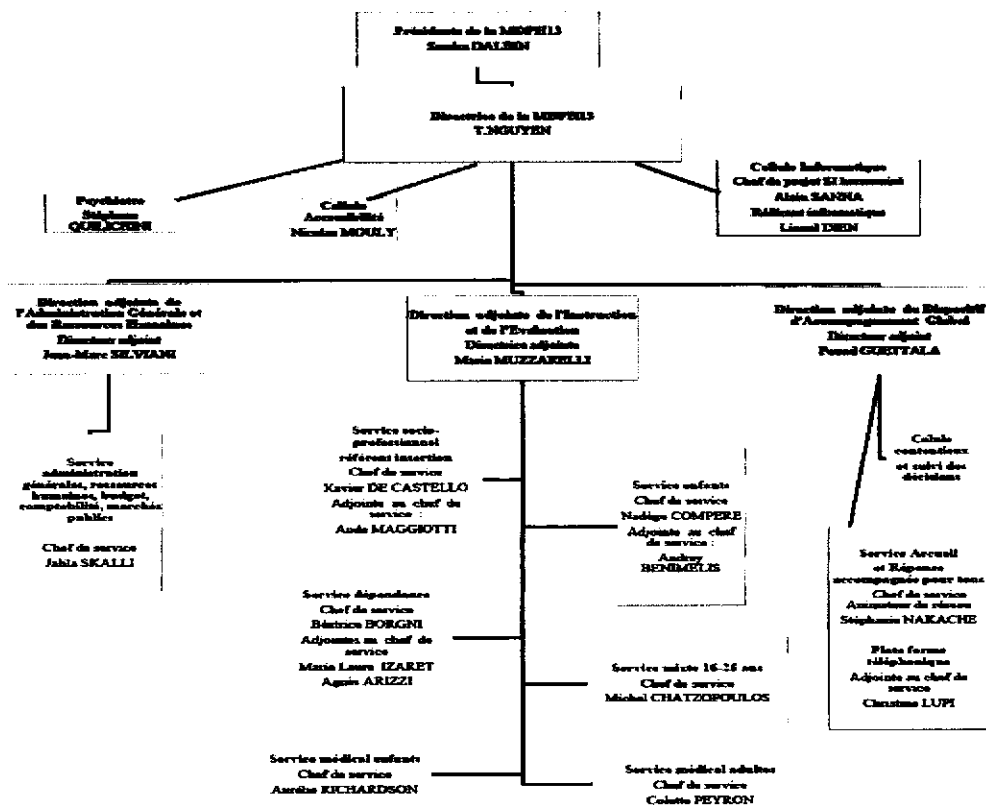 Présidente de la MDPH13
Sandra DALBIN
Directrice de la MDPH13
T.NGUYEN
Psychiatre
Stéphane
QUILICHINI
Cellule
Accessibilité
Nicolas MOULY
Cellule Informatique
Chef de projet SI harmonisé
Alain SANNA
Référent informatique
Lionel DIEN
Direction adjointe de
l'Administration Générale et
des Ressources Humaines
Directeur adjoint
Jean-Marc SILVIANI
Direction adjointe de l'Instruction
et de l'Evaluation
Directrice adjointe
Marie MUZZARELLI
Direction adjointe du Dispositif
d'Accompagnement Global
Directeur adjoint
Fouad GUETTALA
Service
administration
générales, ressources
humaines, budget,
comptabilité, marchés
publics
Chef de service
Jahla SKALLI
Service socio-
professionnel
référent insertion
Chef de service
Xavier DE CASTELLO
Adjointe au chef de
service :
Aude MAGGIOTTI
Service enfants
Chef de service
Nadège COMPERE
Adjointe au chef
de service :
Audrey
BENIMELIS
Cellule
contentieux
et suivi des
décisions
Service Accueil
et Réponse
accompagnée pour tous
Chef de service
Animateur de réseau
Stéphanie NAKACHE
Plate forme
téléphonique
Adjointe au chef de
service
Christine LUPI
Service dépendance
Chef de service
Béatrice BORGNI
Adjointes au chef de
service
Marie Laure IZARET
Agnès ARIZZI
Service mixte 16-25 ans
Chef de service
Michel CHATZOPOULOS
Service médical enfants
Chef de service
Aurélie RICHARDSON
Service médical adultes
Chef de service
Colette PEYRON